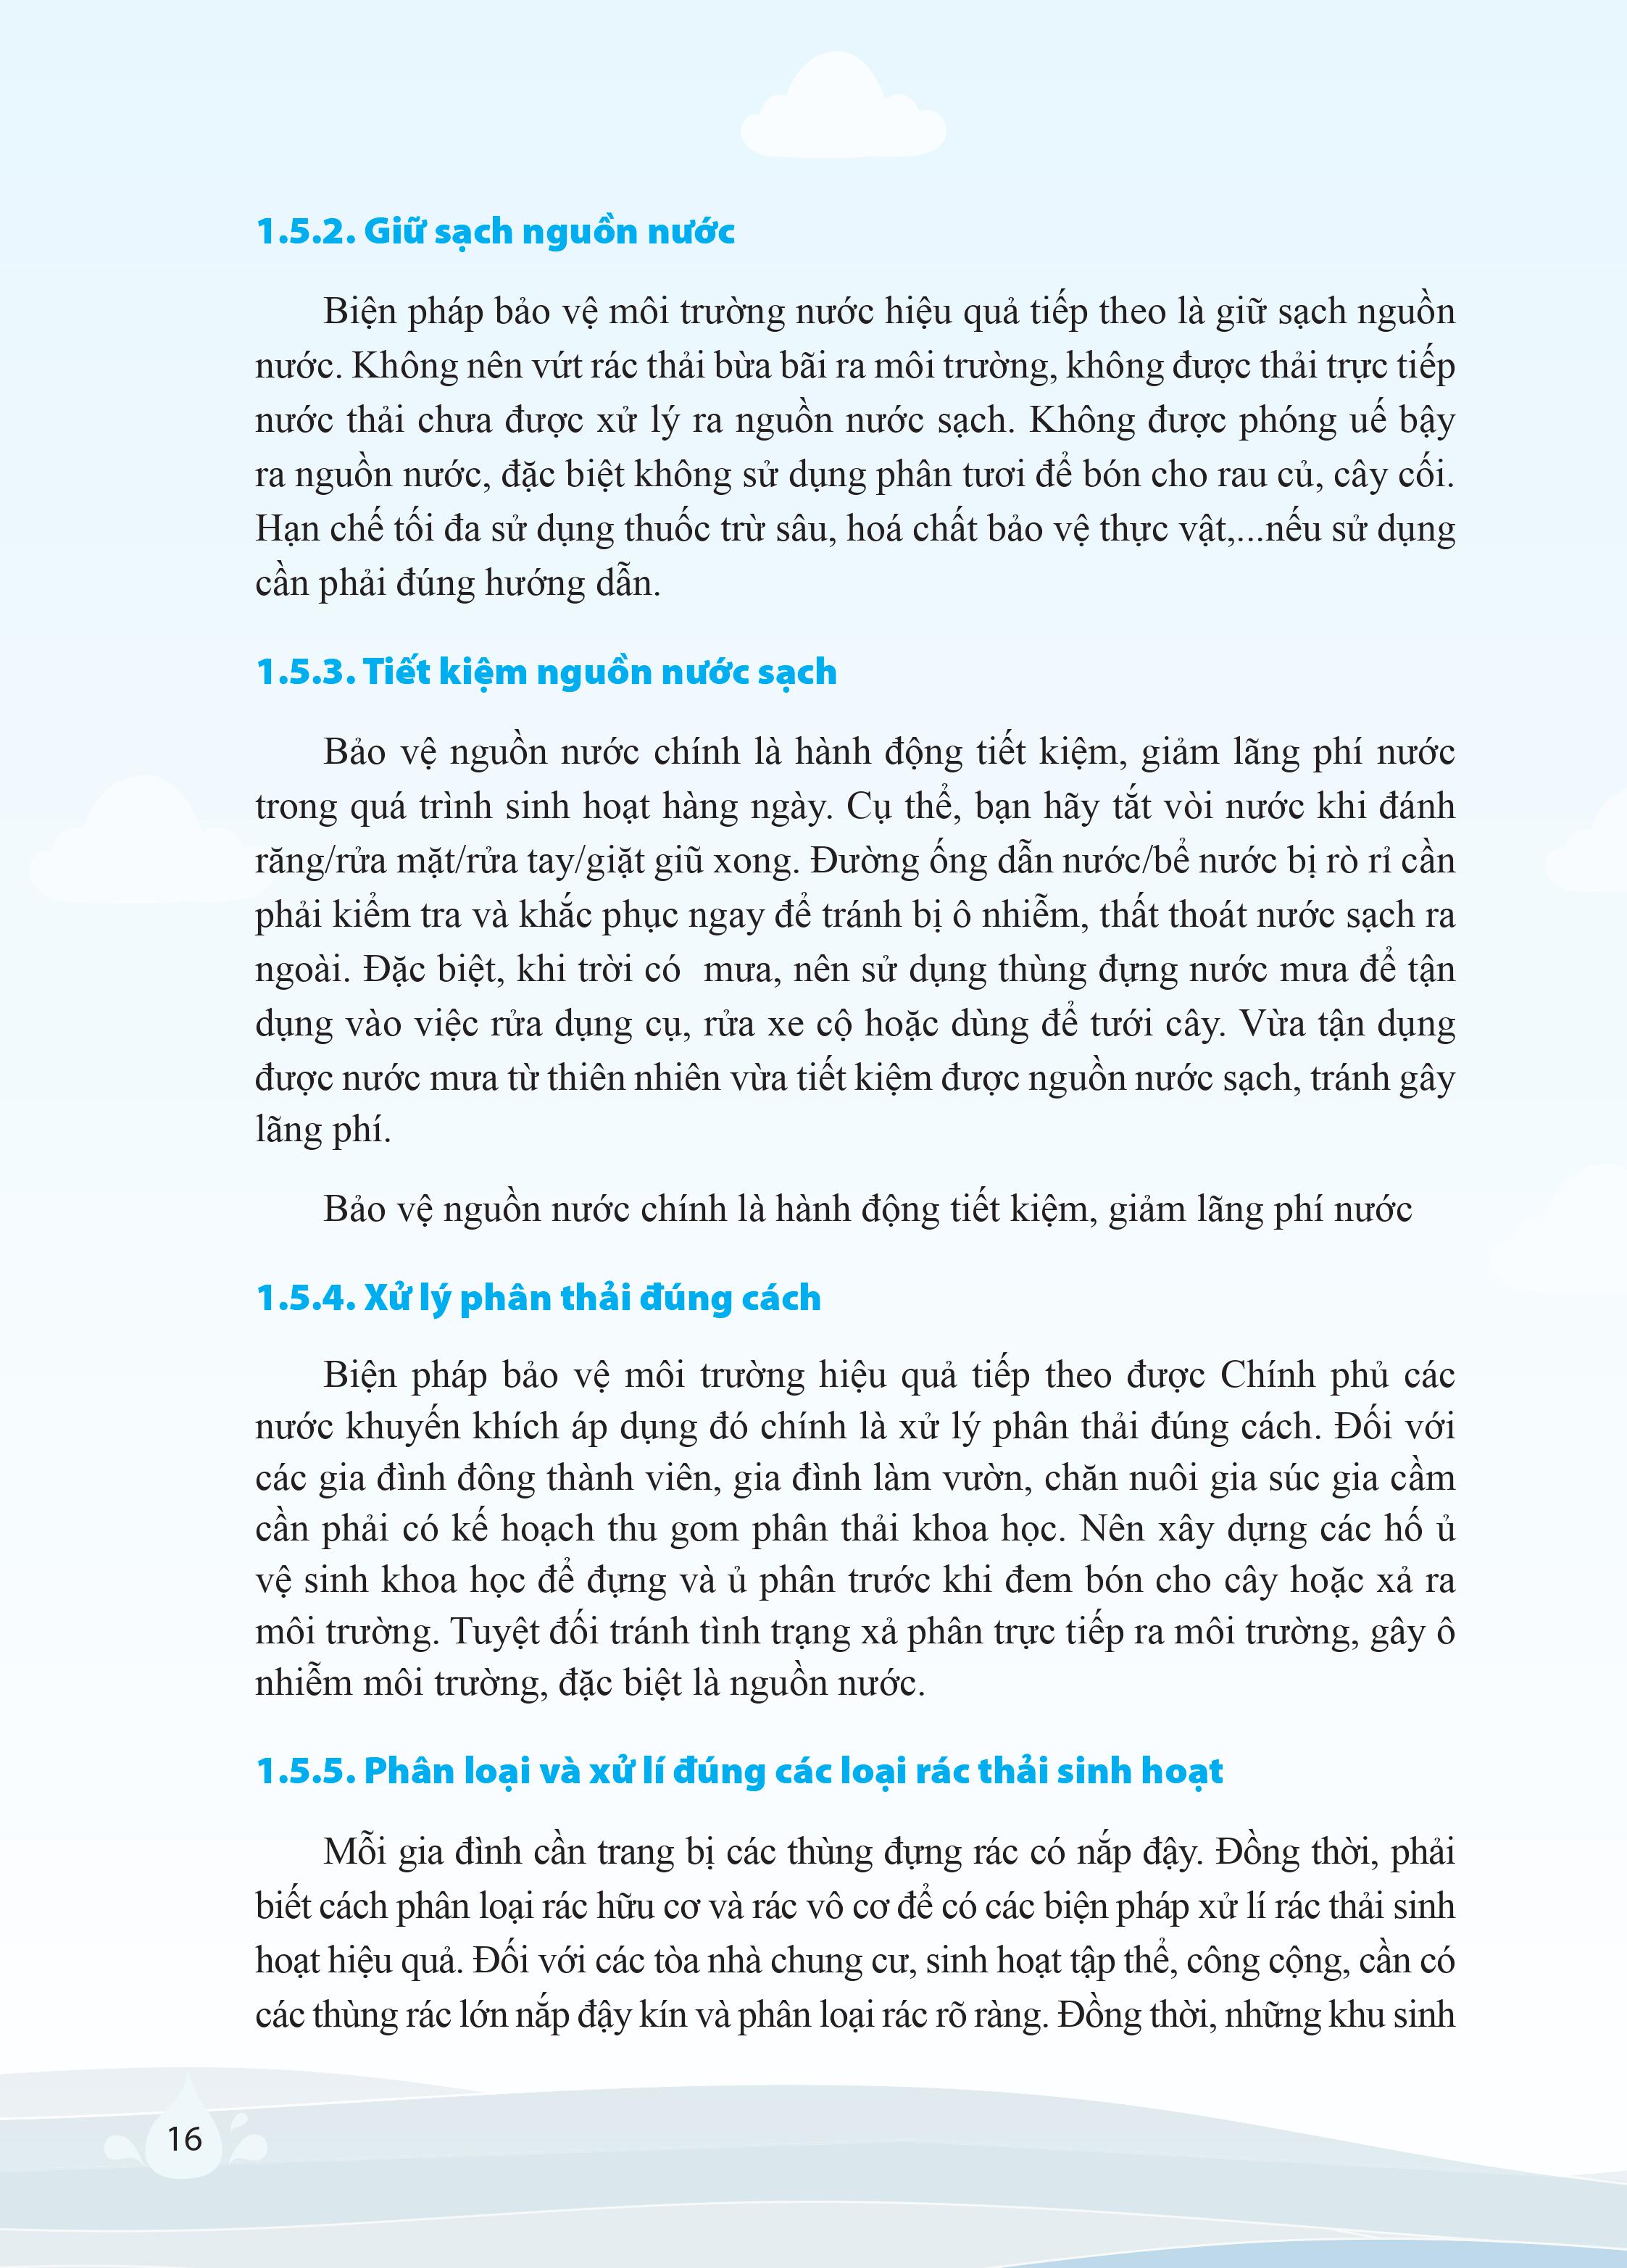 1.5.2. Giữ sạch nguồn nước
Biện pháp bảo vệ môi trường nước hiệu quả tiếp theo là giữ sạch nguồn
nước. Không nên vứt rác thải bừa bãi ra môi trường, không được thải trực tiếp
nước thải chưa được xử lý ra nguồn nước sạch. Không được phóng uế bậy
ra nguồn nước, đặc biệt không sử dụng phân tươi để bón cho rau củ, cây cối.
Hạn chế tối đa sử dụng thuốc trừ sâu, hoá chất bảo vệ thực vật,...nếu sử dụng
cần phải đúng hướng dẫn.
1.5.3. Tiết kiệm nguồn nước sạch
Bảo vệ nguồn nước chính là hành động tiết kiệm, giảm lãng phí nước
trong quá trình sinh hoạt hàng ngày. Cụ thể, bạn hãy tắt vòi nước khi đánh
răng/rửa mặt/rửa tay/giặt giũ xong. Đường ống dẫn nước/bể nước bị rò rỉ cần
phải kiểm tra và khắc phục ngay để tránh bị ô nhiễm, thất thoát nước sạch ra
ngoài. Đặc biệt, khi trời có  mưa, nên sử dụng thùng đựng nước mưa để tận
dụng vào việc rửa dụng cụ, rửa xe cộ hoặc dùng để tưới cây. Vừa tận dụng
được nước mưa từ thiên nhiên vừa tiết kiệm được nguồn nước sạch, tránh gây
lãng phí.
Bảo vệ nguồn nước chính là hành động tiết kiệm, giảm lãng phí nước
1.5.4. Xử lý phân thải đúng cách
Biện pháp bảo vệ môi trường hiệu quả tiếp theo được Chính phủ các
nước khuyến khích áp dụng đó chính là xử lý phân thải đúng cách. Đối với
các gia đình đông thành viên, gia đình làm vườn, chăn nuôi gia súc gia cầm
cần phải có kế hoạch thu gom phân thải khoa học. Nên xây dựng các hố ủ
vệ sinh khoa học để đựng và ủ phân trước khi đem bón cho cây hoặc xả ra
môi trường. Tuyệt đối tránh tình trạng xả phân trực tiếp ra môi trường, gây ô
nhiễm môi trường, đặc biệt là nguồn nước.
1.5.5. Phân loại và xử lí đúng các loại rác thải sinh hoạt
Mỗi gia đình cần trang bị các thùng đựng rác có nắp đậy. Đồng thời, phải
biết cách phân loại rác hữu cơ và rác vô cơ để có các biện pháp xử lí rác thải sinh
hoạt hiệu quả. Đối với các tòa nhà chung cư, sinh hoạt tập thể, công cộng, cần có
các thùng rác lớn nắp đậy kín và phân loại rác rõ ràng. Đồng thời, những khu sinh
16